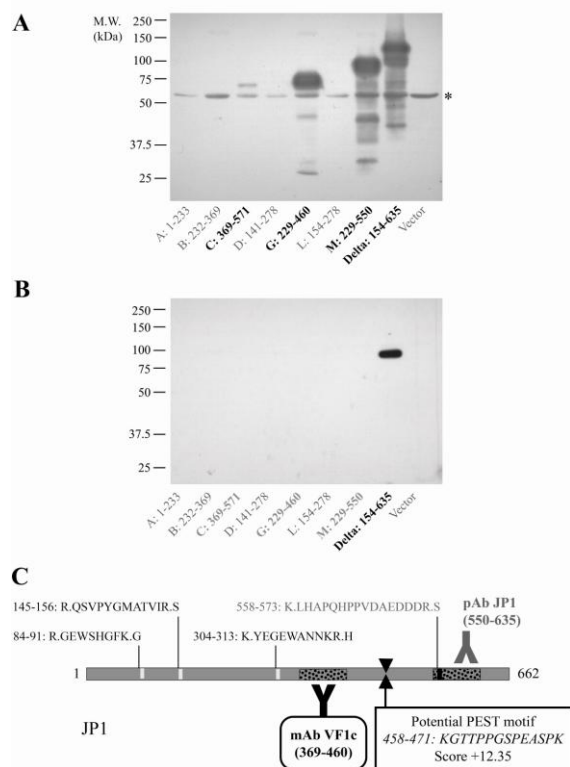 A
M.W.
(kDa)
250
150
100
75
50
37.5
25
*
A: 1-233
B: 232-369
C: 369-571
D: 141-278
G: 229-460
L: 154-278
M: 229-550
Delta: 154-635
Vector
B
250
150
100
75
50
37.5
25
A: 1-233
B: 232-369
C: 369-571
D: 141-278
G: 229-460
L: 154-278
M: 229-550
Delta: 154-635
Vector
C
145-156: R.QSVPYGMATVIR.S
558-573: K.LHAPQHPPVDAEDDDR.S
pAb JP1
(550-635)
84-91: R.GEWSHGFK.G
304-313: K.YEGEWANNKR.H
1
662
JP1
mAb VF1c
(369-460)
Potential PEST motif
458-471: KGTTPPGSPEASPK
Score +12.35